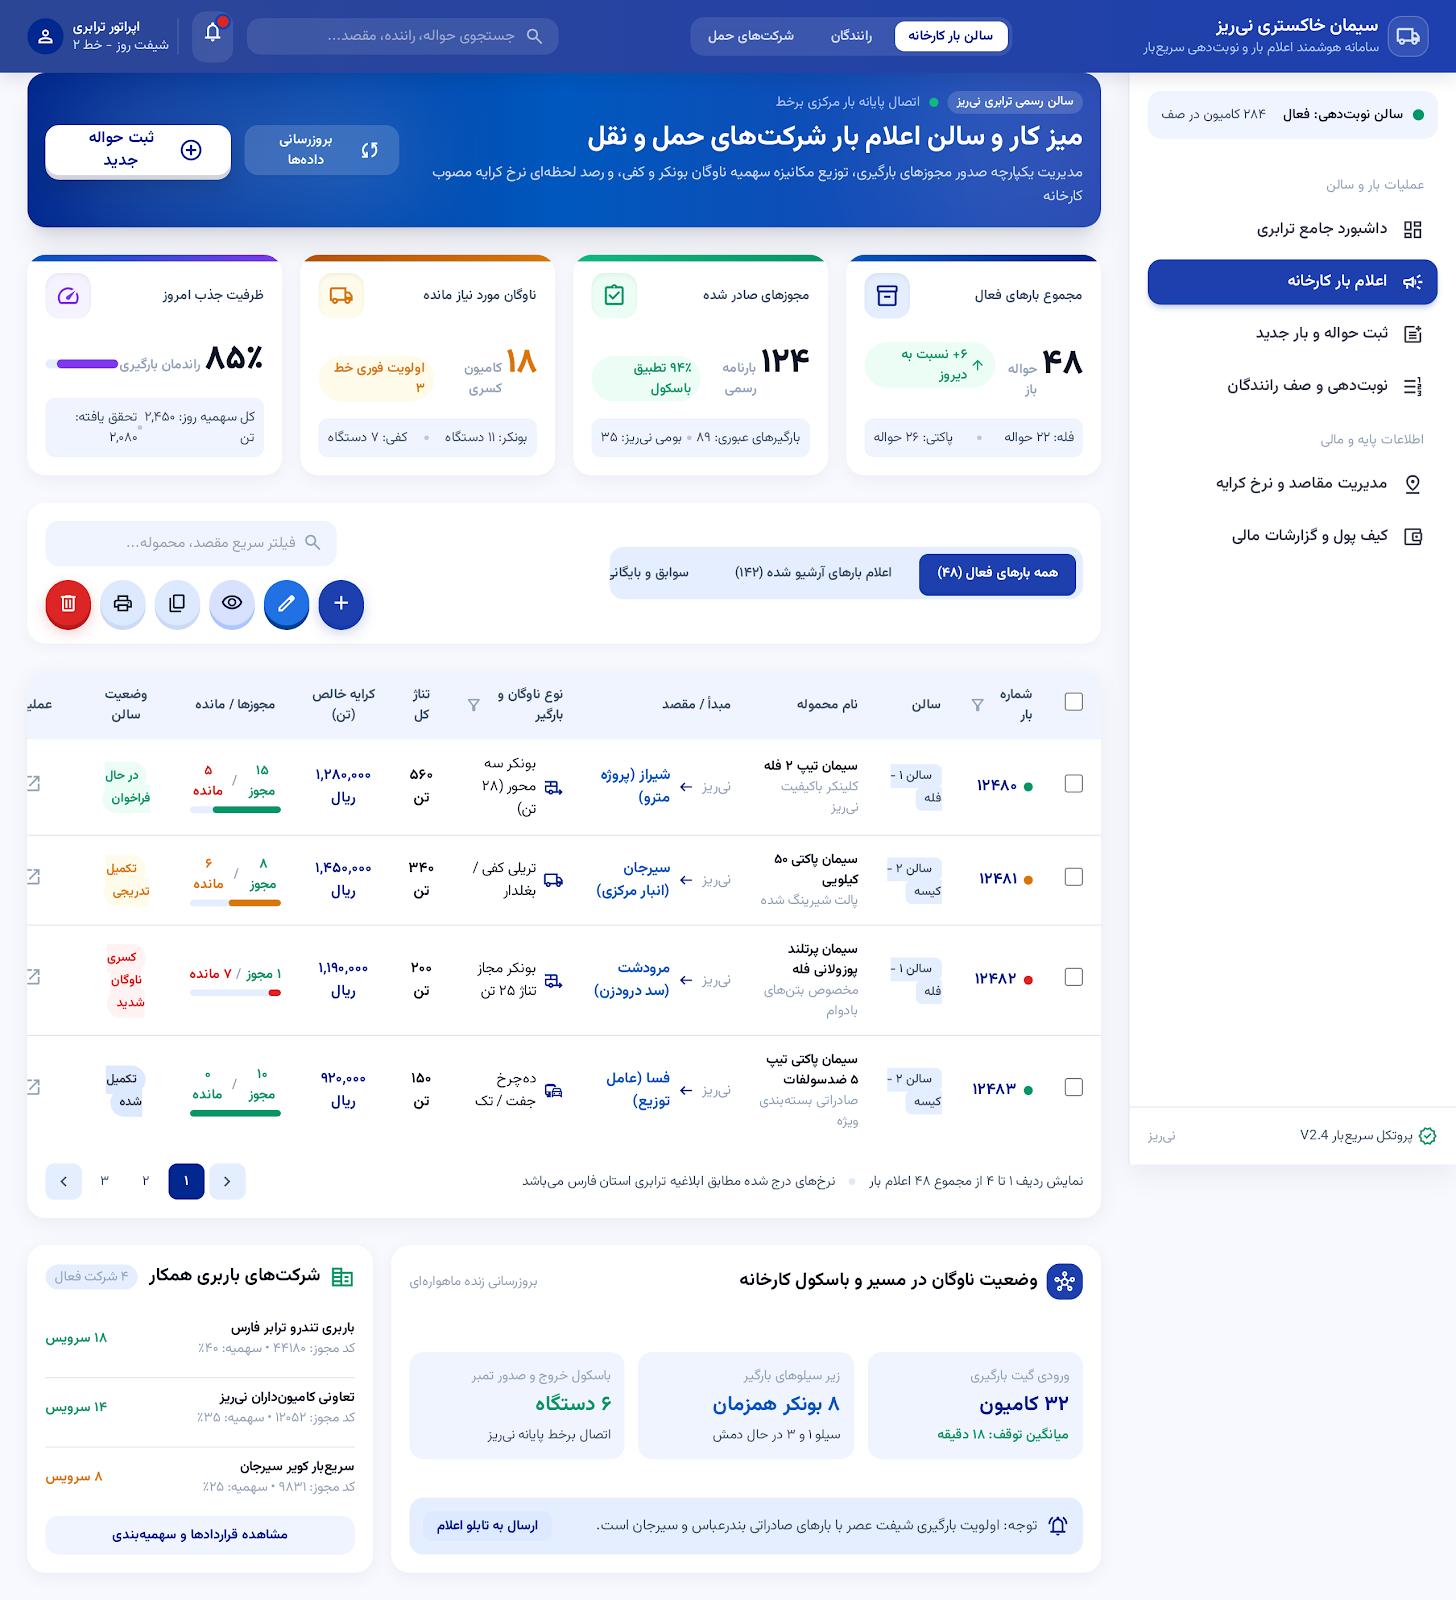 سیمان خاکستری نی‌ریز
سامانه هوشمند اعلام بار و نوبت‌دهی سریع‌بار
سالن بار کارخانه
رانندگان
شرکت‌های حمل
جستجوی حواله، راننده، مقصد...
اپراتور ترابری
شیفت روز - خط ۲
سالن نوبت‌دهی: فعال
۲۸۴ کامیون در صف
عملیات بار و سالن
داشبورد جامع ترابری
اعلام بار کارخانه
ثبت حواله و بار جدید
نوبت‌دهی و صف رانندگان
اطلاعات پایه و مالی
مدیریت مقاصد و نرخ کرایه
کیف پول و گزارشات مالی
پروتکل سریع‌بار V2.4
نی‌ریز
سالن رسمی ترابری نی‌ریز
اتصال پایانه بار مرکزی برخط
میز کار و سالن اعلام بار شرکت‌های حمل و نقل
مدیریت یکپارچه صدور مجوزهای بارگیری، توزیع مکانیزه سهمیه ناوگان بونکر و کفی، و رصد لحظه‌ای نرخ کرایه مصوب
کارخانه
بروزرسانی
داده‌ها
ثبت حواله
جدید
مجموع بارهای فعال
۴۸
حواله
باز
+۶ نسبت به
دیروز
فله: ۲۲ حواله
پاکتی: ۲۶ حواله
مجوزهای صادر شده
۱۲۴
بارنامه
رسمی
۹۴٪ تطبیق
باسکول
بارگیرهای عبوری: ۸۹
بومی نی‌ریز: ۳۵
ناوگان مورد نیاز مانده
۱۸
کامیون
کسری
اولویت فوری خط
۳
بونکر: ۱۱ دستگاه
کفی: ۷ دستگاه
ظرفیت جذب امروز
۸۵٪
راندمان بارگیری
کل سهمیه روز: ۲,۴۵۰
تن
تحقق یافته:
۲,۰۸۰
همه بارهای فعال (۴۸)
اعلام بارهای آرشیو شده (۱۴۲)
سوابق و بایگانی
فیلتر سریع مقصد، محموله...
شماره
بار
سالن
نام محموله
مبدأ / مقصد
نوع ناوگان و
بارگیر
تناژ
کل
کرایه خالص
(تن)
مجوزها / مانده
وضعیت
سالن
عملی
۱۲۴۸۰
سالن ۱ -
فله
سیمان تیپ ۲ فله
کلینکر باکیفیت
نی‌ریز
نی‌ریز
شیراز (پروژه
مترو)
بونکر سه
محور (۲۸
تن)
۵۶۰
تن
۱,۲۸۰,۰۰۰
ریال
۱۵
مجوز
/
۵
مانده
در حال
فراخوان
۱۲۴۸۱
سالن ۲ -
کیسه
سیمان پاکتی ۵۰
کیلویی
پالت شیرینگ شده
نی‌ریز
سیرجان
(انبار مرکزی)
تریلی کفی /
بغلدار
۳۴۰
تن
۱,۴۵۰,۰۰۰
ریال
۸
مجوز
/
۶
مانده
تکمیل
تدریجی
۱۲۴۸۲
سالن ۱ -
فله
سیمان پرتلند
پوزولانی فله
مخصوص بتن‌های
بادوام
نی‌ریز
مرودشت
(سد درودزن)
بونکر مجاز
تناژ ۲۵ تن
۲۰۰
تن
۱,۱۹۰,۰۰۰
ریال
۱ مجوز / ۷ مانده
کسری
ناوگان
شدید
۱۲۴۸۳
سالن ۲ -
کیسه
سیمان پاکتی تیپ
۵ ضدسولفات
صادراتی بسته‌بندی
ویژه
نی‌ریز
فسا (عامل
توزیع)
ده‌چرخ
جفت / تک
۱۵۰
تن
۹۲۰,۰۰۰
ریال
۱۰
مجوز
/
۰
مانده
تکمیل
شده
نمایش ردیف ۱ تا ۴ از مجموع ۴۸ اعلام بار
نرخ‌های درج شده مطابق ابلاغیه ترابری استان فارس می‌باشد
۱
۲
۳
وضعیت ناوگان در مسیر و باسکول کارخانه
بروزرسانی زنده ماهواره‌ای
ورودی گیت بارگیری
۳۲ کامیون
میانگین توقف: ۱۸ دقیقه
زیر سیلوهای بارگیر
۸ بونکر همزمان
سیلو ۱ و ۳ در حال دمش
باسکول خروج و صدور تمبر
۶ دستگاه
اتصال برخط پایانه نی‌ریز
توجه: اولویت بارگیری شیفت عصر با بارهای صادراتی بندرعباس و سیرجان است.
ارسال به تابلو اعلام
شرکت‌های باربری همکار
۴ شرکت فعال
باربری تندرو ترابر فارس
کد مجوز: ۴۴۱۸۰ • سهمیه: ۴۰٪
۱۸ سرویس
تعاونی کامیون‌داران نی‌ریز
کد مجوز: ۱۲۰۵۲ • سهمیه: ۳۵٪
۱۴ سرویس
سریع‌بار کویر سیرجان
کد مجوز: ۹۸۳۱ • سهمیه: ۲۵٪
۸ سرویس
مشاهده قراردادها و سهمیه‌بندی